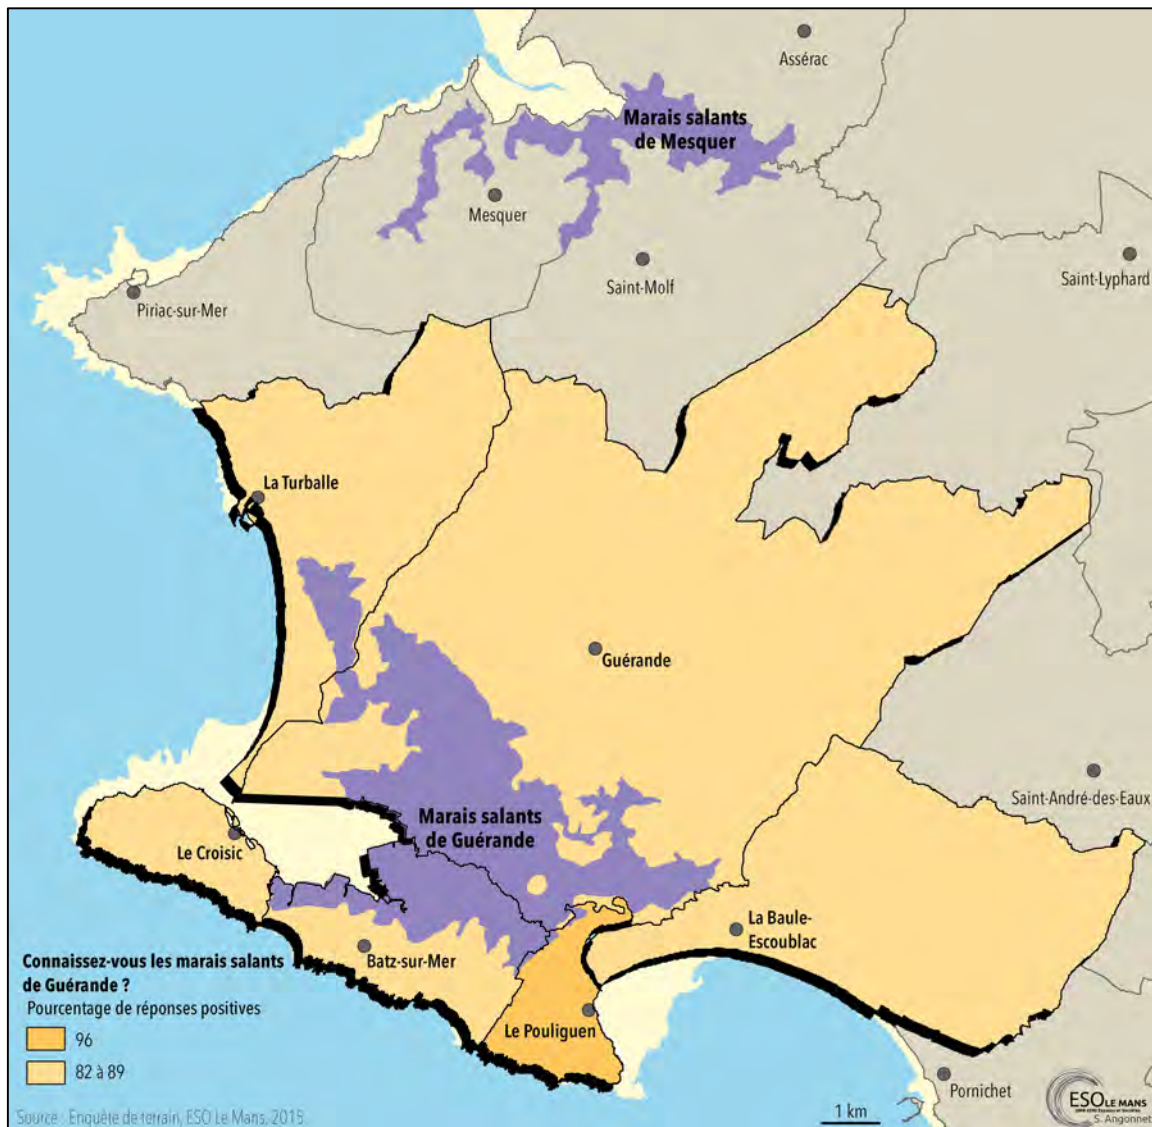 Assérac
Marais salants
de Mesquer
Mesquer
Saint-Molf
Saint-Lyphard
Piriac-sur-Mer
La Turballe
Guérande
Saint-André-des-Eaux
Marais salants
de Guérande
Le Croisic
La Baule-
Escoublac
Batz-sur-Mer
Le Pouliguen
Pornichet
Connaissez-vous les marais salants
de Guérande ?
Pourcentage de réponses positives
96
82 à 89
Source : Enquête de terrain, ESO Le Mans, 2015
1 km
ESO LE MANS
S. Angonnet